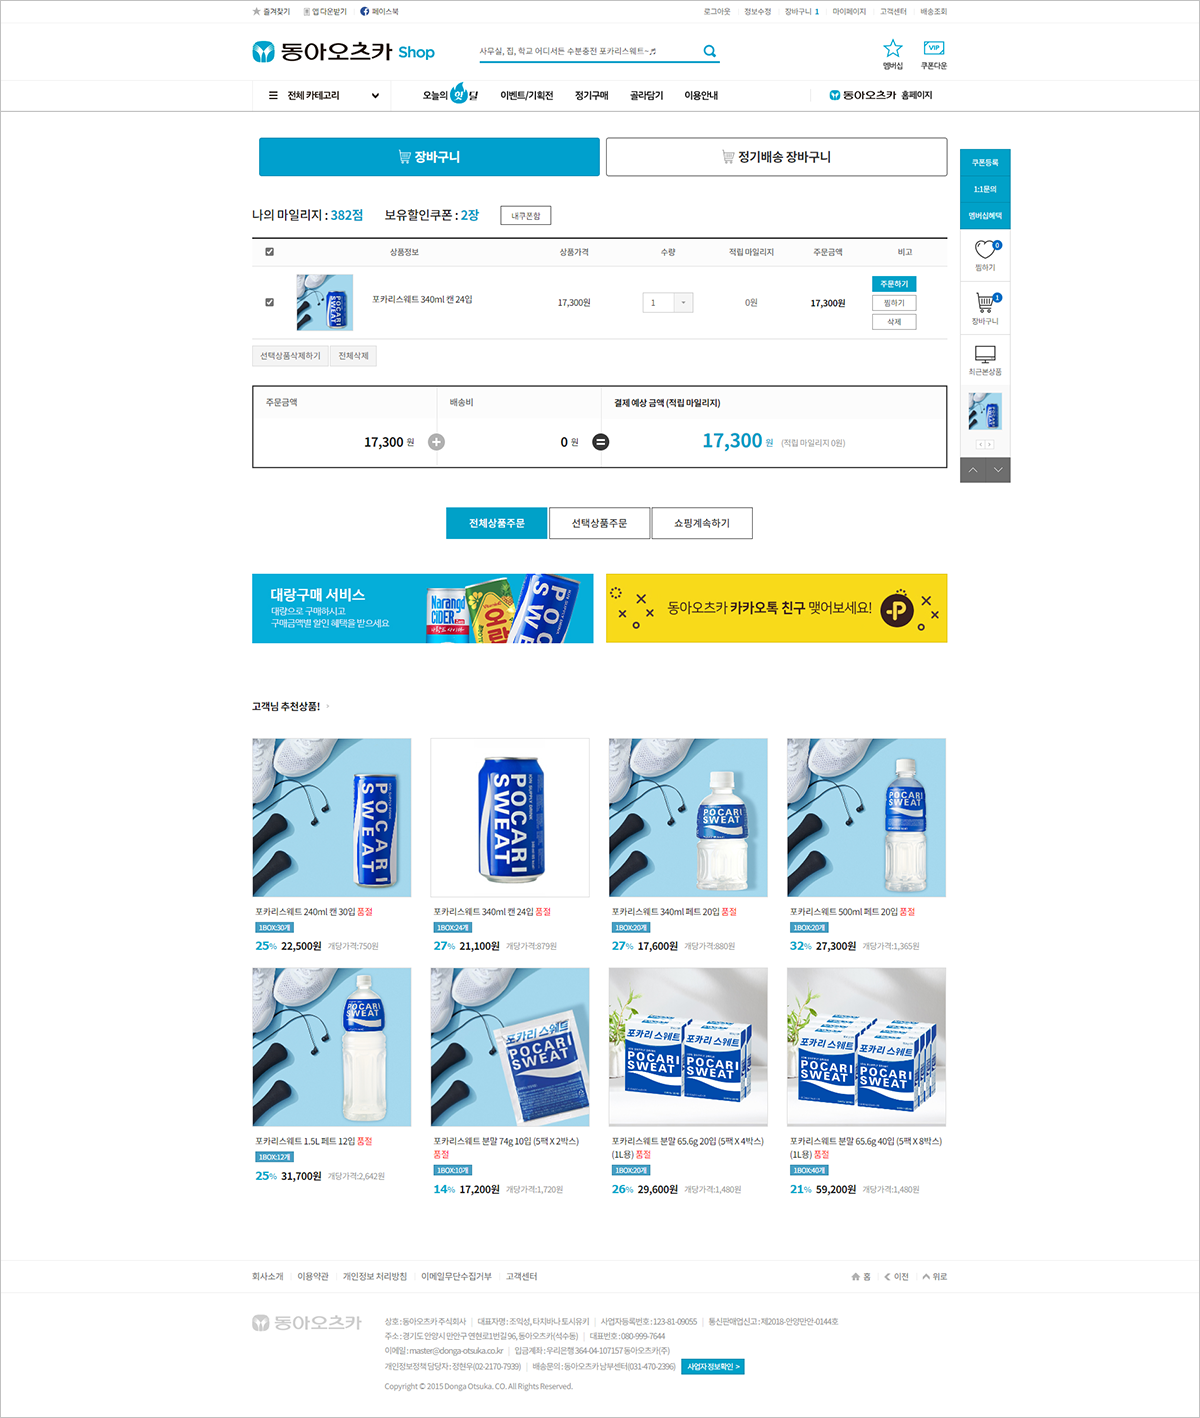 즐겨찾기 앱 다운받기 페이스북
로그아웃 정보수정 장바구니 1 마이페이지 고객센터 배송조회
동아오츠카 Shop
사무실, 집, 학교 어디서든 수분충전 포카리스웨트~♬
멤버십
VIP
쿠폰다운
전체 카테고리 오늘의 핫딜 이벤트/기획전 정기구매 골라담기 이용안내 동아오츠카 홈페이지
장바구니
정기배송 장바구니
나의 마일리지 : 382점 보유할인쿠폰 : 2장 내쿠폰함
상품정보 상품가격 수량 적립 마일리지 주문금액 비고
포카리스웨트 340ml 캔 24입 17,300원 1 0원 17,300원
주문하기
찜하기
삭제
선택상품삭제하기 전체삭제
주문금액 배송비 결제 예상 금액 (적립 마일리지)
17,300 원 + 0 원 = 17,300 원 (적립 마일리지 0원)
전체상품주문 선택상품주문 쇼핑계속하기
쿠폰등록
1:1문의
멤버십혜택
0
찜하기
1
장바구니
최근본상품
대량구매 서비스
대량으로 구매하시고
구매금액별 할인 혜택을 받으세요
Narangd
CIDER
동아오츠카 카카오톡 친구 맺어보세요!
고객님 추천상품!
POCARI
SWEAT
POCARI
SWEAT
POCARI
SWEAT
POCARI
SWEAT
포카리스웨트 240ml 캔 30입 품절
1BOX:30개
25% 22,500원 개당가격:750원
포카리스웨트 340ml 캔 24입 품절
1BOX:24개
27% 21,100원 개당가격:879원
포카리스웨트 340ml 페트 20입 품절
1BOX:20개
27% 17,600원 개당가격:880원
포카리스웨트 500ml 페트 20입 품절
1BOX:20개
32% 27,300원 개당가격:1,365원
POCARI
SWEAT
포카리 스웨트
POCARI
SWEAT
포카리 스웨트
POCARI
SWEAT
포카리 스웨트
POCARI
SWEAT
포카리스웨트 1.5L 페트 12입 품절
1BOX:12개
25% 31,700원 개당가격:2,642원
포카리스웨트 분말 74g 10입 (5팩 X 2박스)
품절
1BOX:10개
14% 17,200원 개당가격:1,720원
포카리스웨트 분말 65.6g 20입 (5팩 X 4박스)
(1L용) 품절
1BOX:20개
26% 29,600원 개당가격:1,480원
포카리스웨트 분말 65.6g 40입 (5팩 X 8박스)
(1L용) 품절
1BOX:40개
21% 59,200원 개당가격:1,480원
회사소개 이용약관 개인정보 처리방침 이메일무단수집거부 고객센터
홈 이전 위로
동아오츠카
상호 : 동아오츠카 주식회사 | 대표자명 : 조익성, 타치바나 토시유키 | 사업자등록번호 : 123-81-09055 | 통신판매업신고 : 제2018-안양만안-0144호
주소 : 경기도 안양시 만안구 연현로1번길 96, 동아오츠카(석수동) | 대표번호 : 080-999-7644
이메일 : master@donga-otsuka.co.kr | 입금계좌 : 우리은행 364-04-107157 동아오츠카(주)
개인정보정책 담당자 : 정현우(02-2170-7939) | 배송문의 : 동아오츠카 남부센터(031-470-2396) 사업자 정보확인 >
Copyright © 2015 Donga Otsuka. CO. All Rights Reserved.